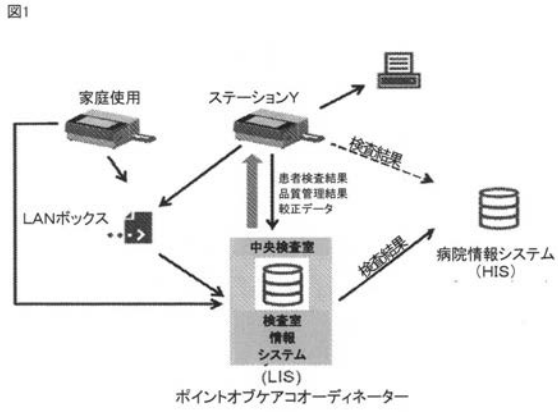 図1
家庭使用
ステーションY
検査結果
患者検査結果
品質管理結果
較正データ
LANボックス
中央検査室
検査結果
病院情報システム
(HIS)
検査室
情報
システム
(LIS)
ポイントオブケアコオーディネーター